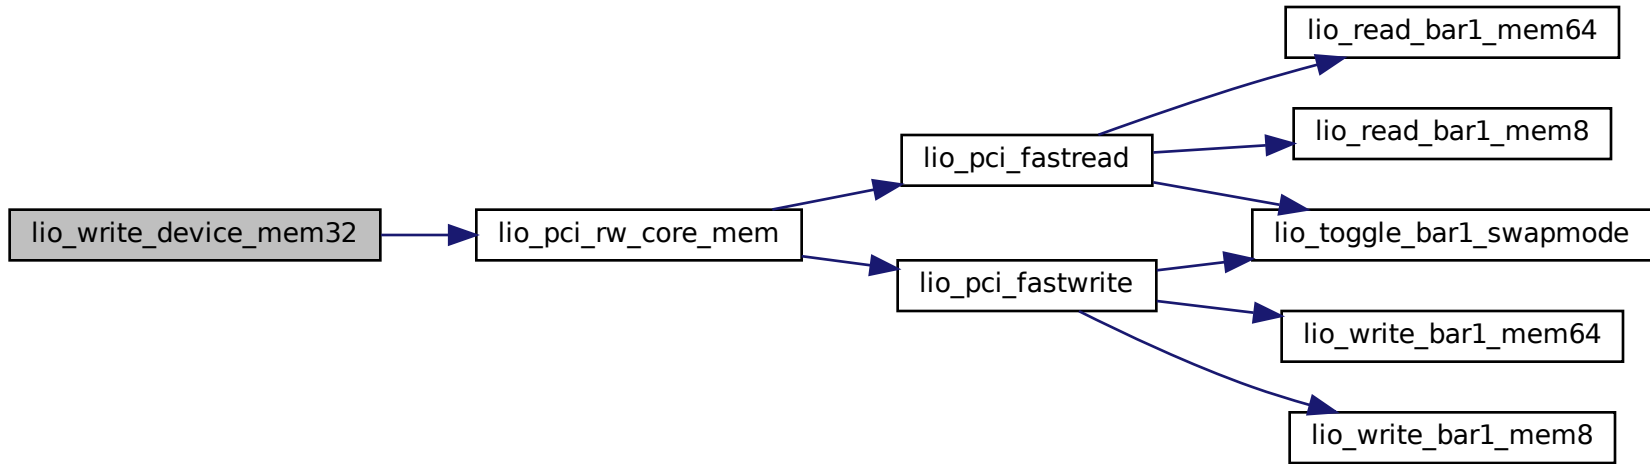 lio_write_device_mem32
lio_pci_rw_core_mem
lio_pci_fastread
lio_pci_fastwrite
lio_read_bar1_mem64
lio_read_bar1_mem8
lio_toggle_bar1_swapmode
lio_write_bar1_mem64
lio_write_bar1_mem8